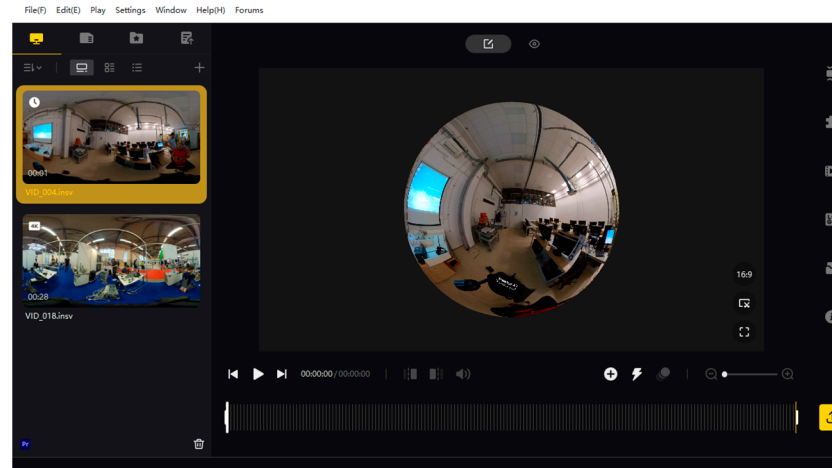 File(F) Edit(E) Play Settings Window Help(H) Forums
00:01
VID_004.insv
4K
00:28
VID_018.insv
16:9
00:00:00 / 00:00:00
Pr